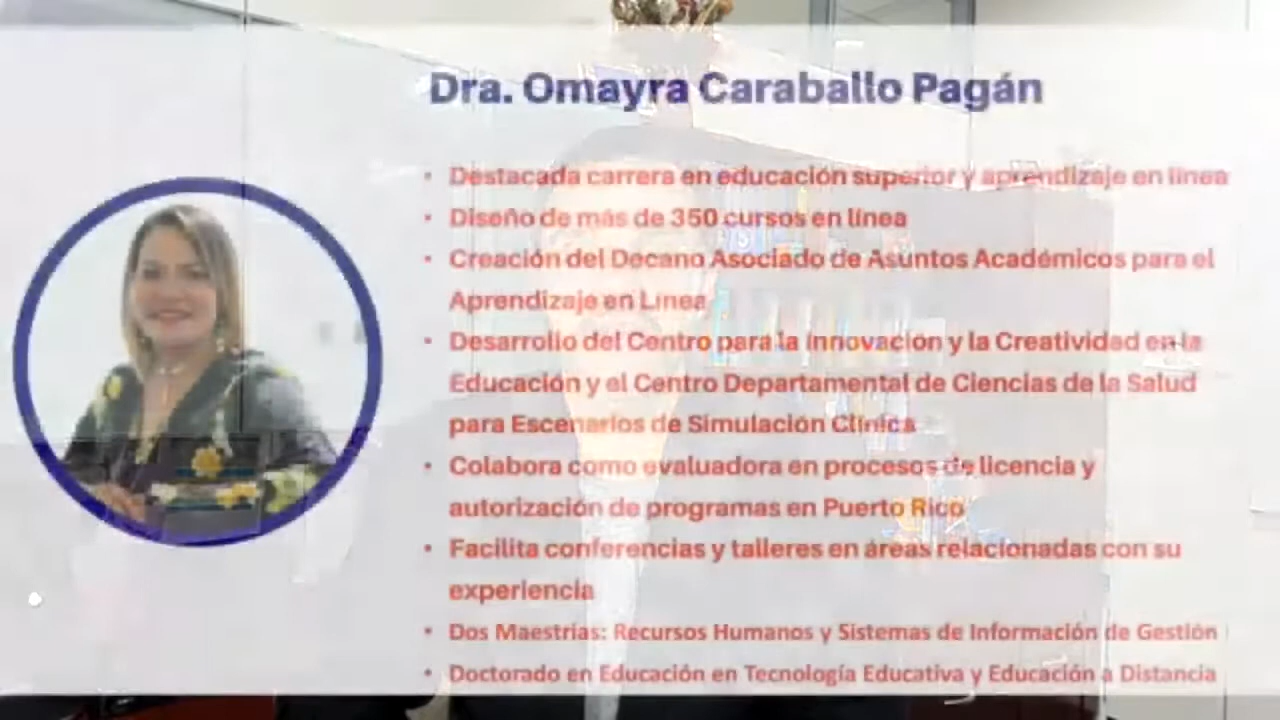 Dra. Omayra Caraballo Pagán
• Destacada carrera en educación superior y aprendizaje en línea
• Diseño de más de 350 cursos en línea
• Creación del Decano Asociado de Asuntos Académicos para el
Aprendizaje en Línea
• Desarrollo del Centro para la Innovación y la Creatividad en la
Educación y el Centro Departamental de Ciencias de la Salud
para Escenarios de Simulación Clínica
• Colabora como evaluadora en procesos de licencia y
autorización de programas en Puerto Rico
• Facilita conferencias y talleres en áreas relacionadas con su
experiencia
• Dos Maestrías: Recursos Humanos y Sistemas de Información de Gestión
• Doctorado en Educación en Tecnología Educativa y Educación a Distancia